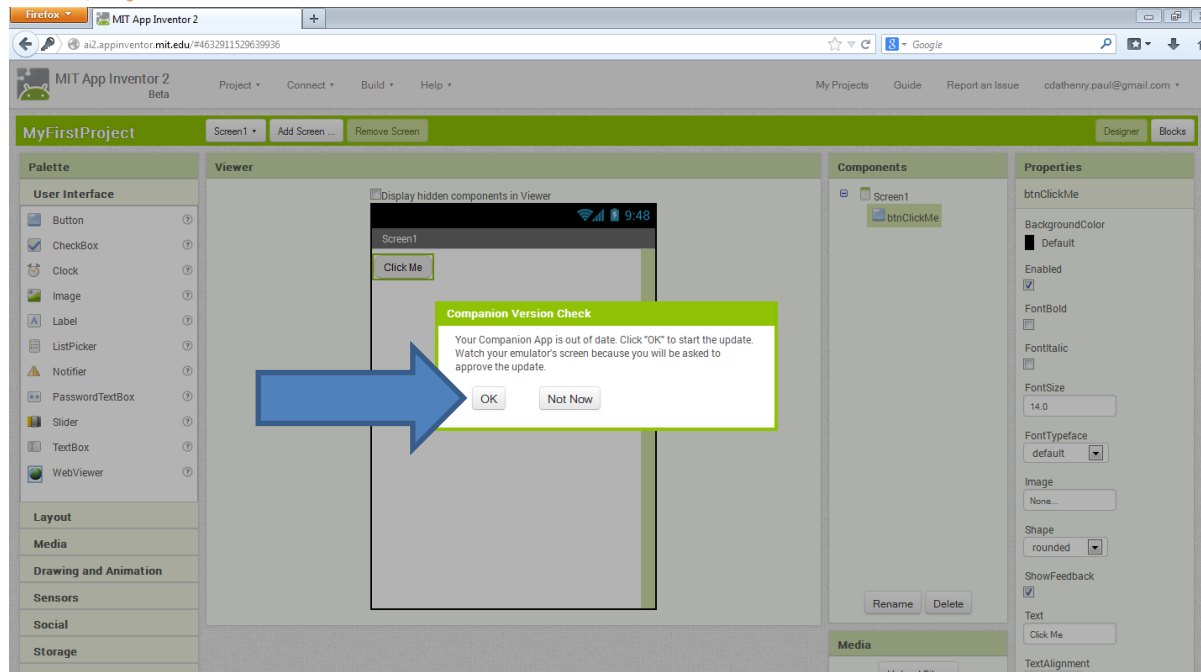 Firefox
MIT App Inventor 2
ai2.appinventor.mit.edu/#4632911529639936
Google
MIT App Inventor 2
Beta
Project
Connect
Build
Help
My Projects
Guide
Report an Issue
cdathenry.paul@gmail.com
MyFirstProject
Screen1
Add Screen ...
Remove Screen
Designer
Blocks
Palette
User Interface
Button
CheckBox
Clock
Image
Label
ListPicker
Notifier
PasswordTextBox
Slider
TextBox
WebViewer
Layout
Media
Drawing and Animation
Sensors
Social
Storage
Viewer
Display hidden components in Viewer
9:48
Screen1
Click Me
Companion Version Check
Your Companion App is out of date. Click "OK" to start the update.
Watch your emulator's screen because you will be asked to
approve the update.
OK
Not Now
Components
Screen1
btnClickMe
Rename
Delete
Media
Properties
btnClickMe
BackgroundColor
Default
Enabled
FontBold
FontItalic
FontSize
14.0
FontTypeface
default
Image
None...
Shape
rounded
ShowFeedback
Text
Click Me
TextAlignment